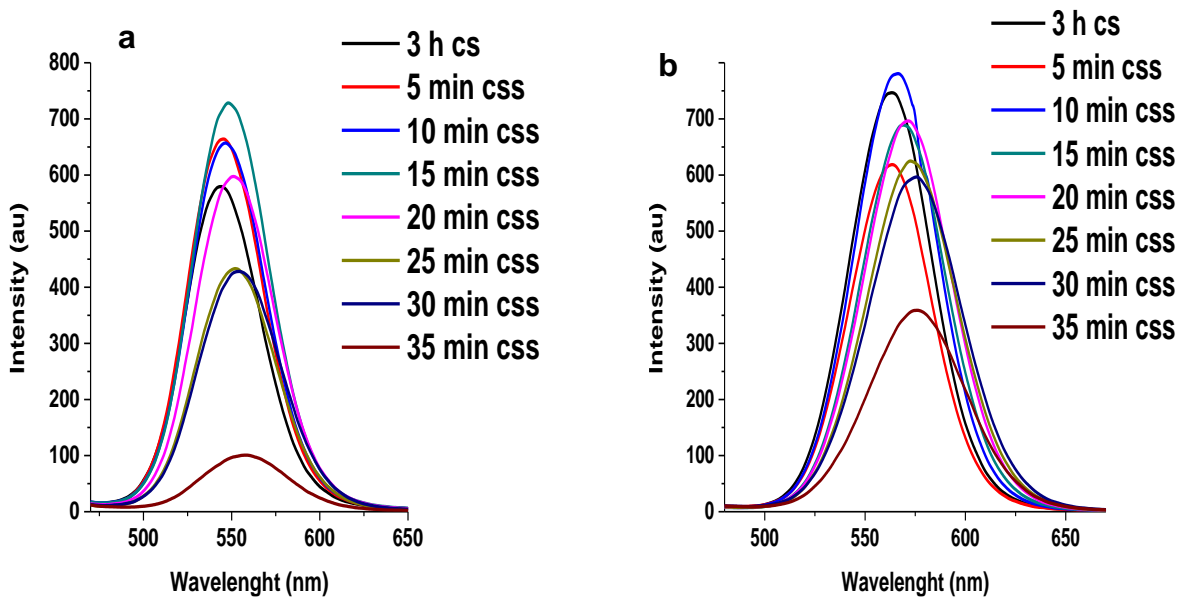 a
3 h cs
5 min css
10 min css
15 min css
20 min css
25 min css
30 min css
35 min css
800
700
600
500
400
300
200
100
0
Intensity (au)
500 550 600 650
Wavelenght (nm)
b
3 h cs
5 min css
10 min css
15 min css
20 min css
25 min css
30 min css
35 min css
800
700
600
500
400
300
200
100
0
Intensity (au)
500 550 600 650
Wavelenght (nm)